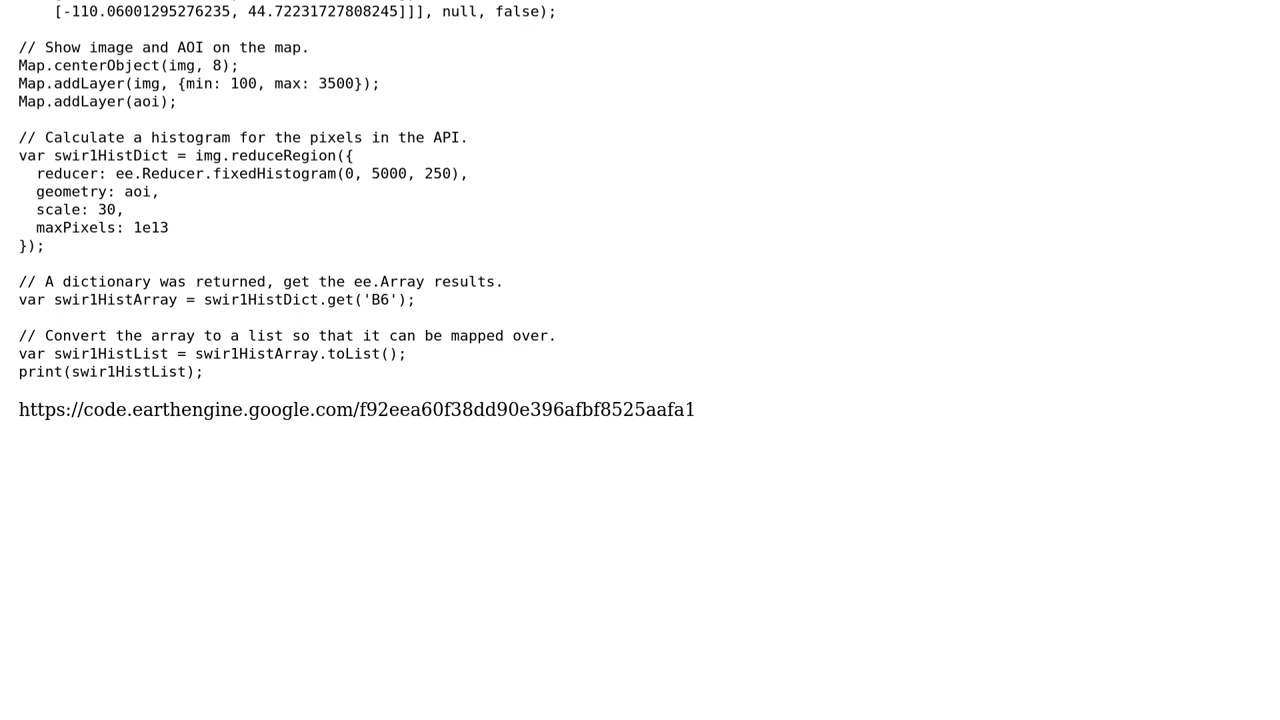 [-110.06001295276235, 44.72231727808245]]], null, false);
// Show image and AOI on the map.
Map.centerObject(img, 8);
Map.addLayer(img, {min: 100, max: 3500});
Map.addLayer(aoi);
// Calculate a histogram for the pixels in the API.
var swir1HistDict = img.reduceRegion({
reducer: ee.Reducer.fixedHistogram(0, 5000, 250),
geometry: aoi,
scale: 30,
maxPixels: 1e13
});
// A dictionary was returned, get the ee.Array results.
var swir1HistArray = swir1HistDict.get('B6');
// Convert the array to a list so that it can be mapped over.
var swir1HistList = swir1HistArray.toList();
print(swir1HistList);
https://code.earthengine.google.com/f92eea60f38dd90e396afbf8525aafa1